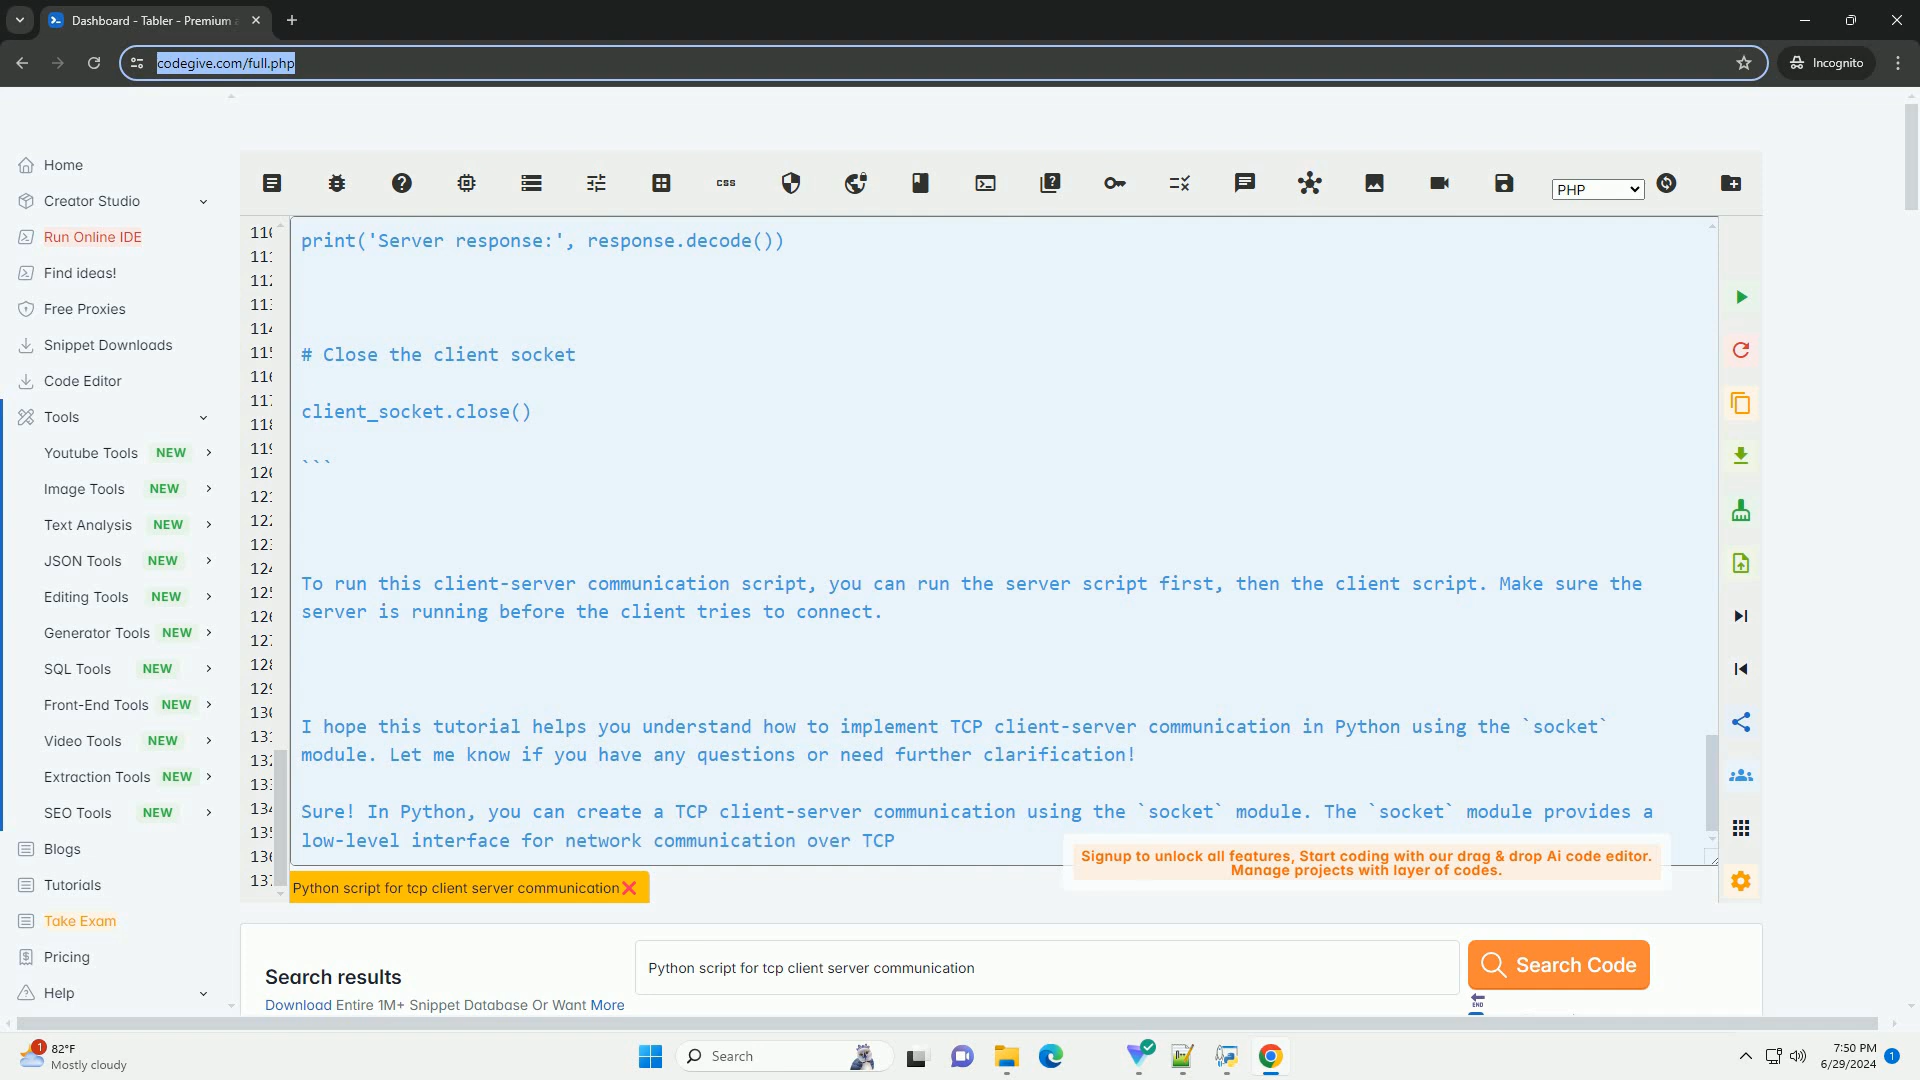 Dashboard - Tabler - Premium
codegive.com/full.php
Incognito
Home
Creator Studio
Run Online IDE
Find ideas!
Free Proxies
Snippet Downloads
Code Editor
Tools
Youtube Tools NEW
Image Tools NEW
Text Analysis NEW
JSON Tools NEW
Editing Tools NEW
Generator Tools NEW
SQL Tools NEW
Front-End Tools NEW
Video Tools NEW
Extraction Tools NEW
SEO Tools NEW
Blogs
Tutorials
Take Exam
Pricing
Help
css
PHP
print('Server response:', response.decode())
# Close the client socket
client_socket.close()
```
To run this client-server communication script, you can run the server script first, then the client script. Make sure the
server is running before the client tries to connect.
I hope this tutorial helps you understand how to implement TCP client-server communication in Python using the `socket`
module. Let me know if you have any questions or need further clarification!
Sure! In Python, you can create a TCP client-server communication using the `socket` module. The `socket` module provides a
low-level interface for network communication over TCP
Signup to unlock all features, Start coding with our drag & drop Ai code editor.
Manage projects with layer of codes.
Python script for tcp client server communication
Search results
Download Entire 1M+ Snippet Database Or Want More
Python script for tcp client server communication
Search Code
END
1
82°F
Mostly cloudy
Search
7:50 PM
6/29/2024
1